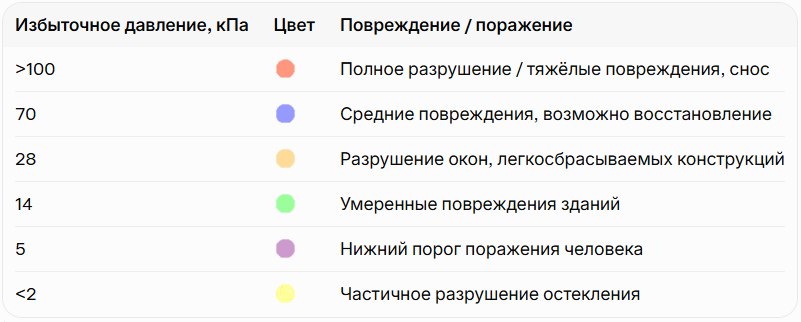 Избыточное давление, кПа Цвет Повреждение / поражение
>100 Полное разрушение / тяжёлые повреждения, снос
70 Средние повреждения, возможно восстановление
28 Разрушение окон, легкосбрасываемых конструкций
14 Умеренные повреждения зданий
5 Нижний порог поражения человека
<2 Частичное разрушение остекления